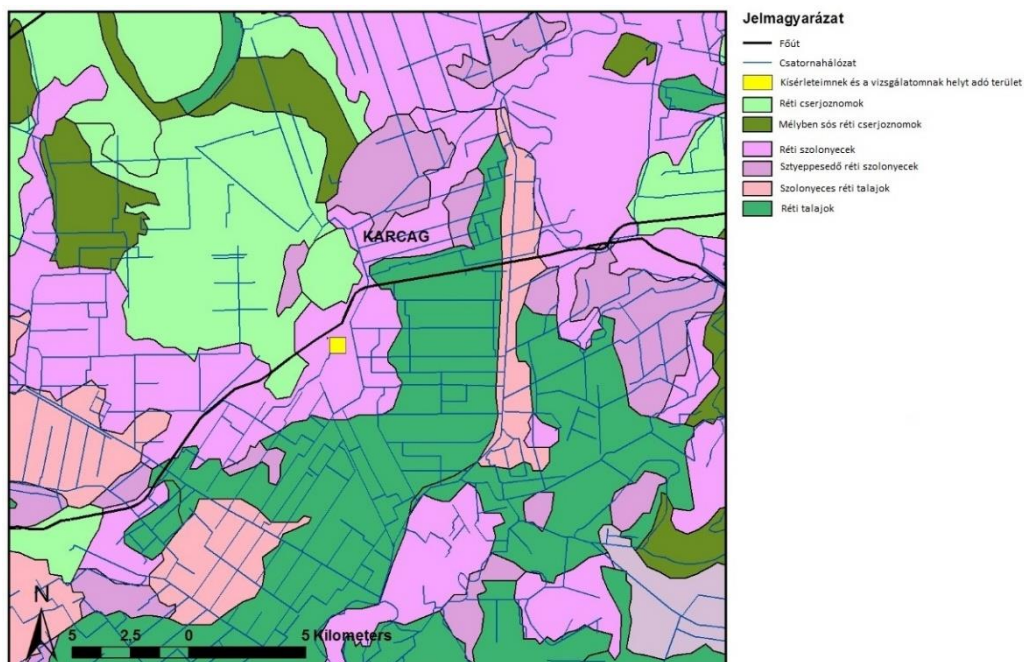 Jelmagyarázat
Főút
Csatornahálózat
Kísérleteimnek és a vizsgálatomnak helyt adó terület
Réti cserjoznomok
Mélyben sós réti cserjoznomok
Réti szolonyecek
Sztyeppesedő réti szolonyecek
Szolonyeces réti talajok
Réti talajok
KARCAG
N
5 2,5 0 5 Kilometers